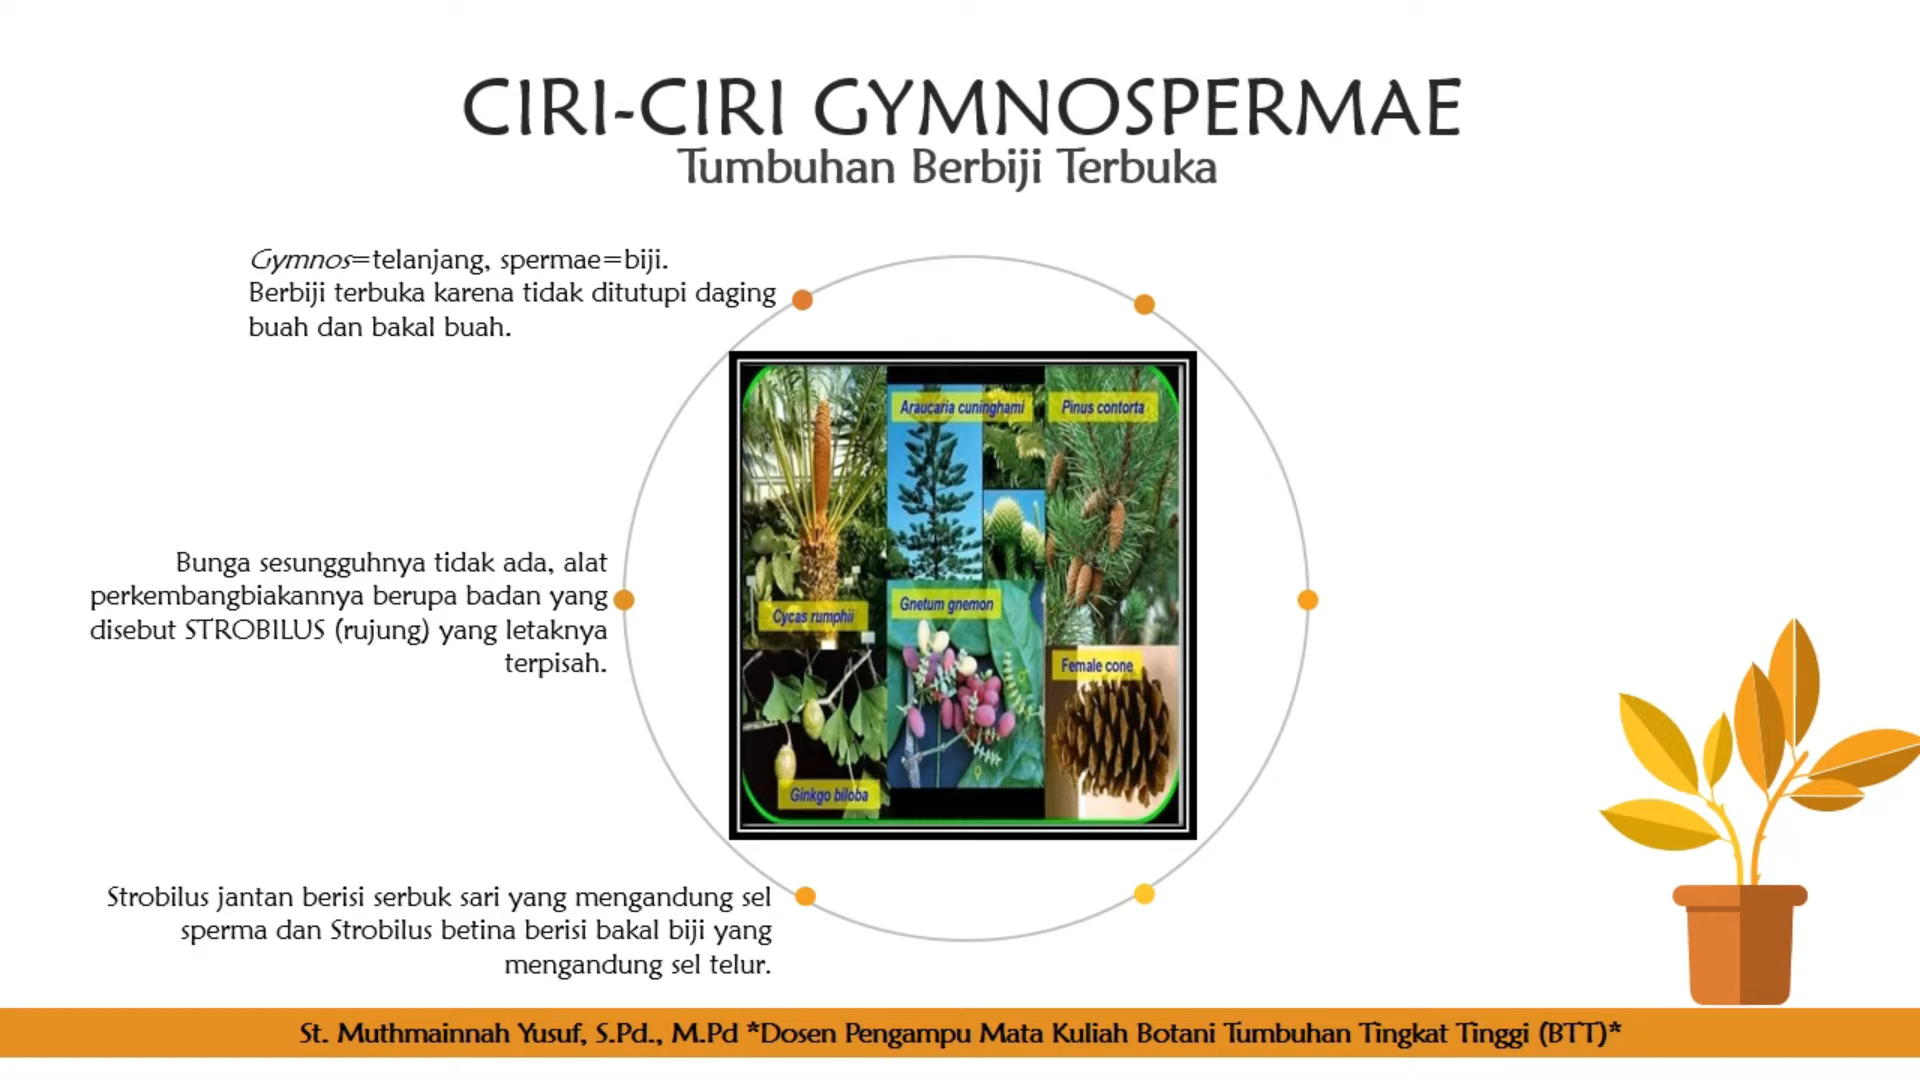 CIRI-CIRI GYMNOSPERMAE
Tumbuhan Berbiji Terbuka
Gymnos=telanjang, spermae=biji.
Berbiji terbuka karena tidak ditutupi daging
buah dan bakal buah.
Bunga sesungguhnya tidak ada, alat
perkembangbiakannya berupa badan yang
disebut STROBILUS (rujung) yang letaknya
terpisah.
Strobilus jantan berisi serbuk sari yang mengandung sel
sperma dan Strobilus betina berisi bakal biji yang
mengandung sel telur.
Araucaria cuninghami
Pinus contorta
Cycas rumphii
Gnetum gnemon
Female cone
Ginkgo biloba
St. Muthmainnah Yusuf, S.Pd., M.Pd *Dosen Pengampu Mata Kuliah Botani Tumbuhan Tingkat Tinggi (BTT)*